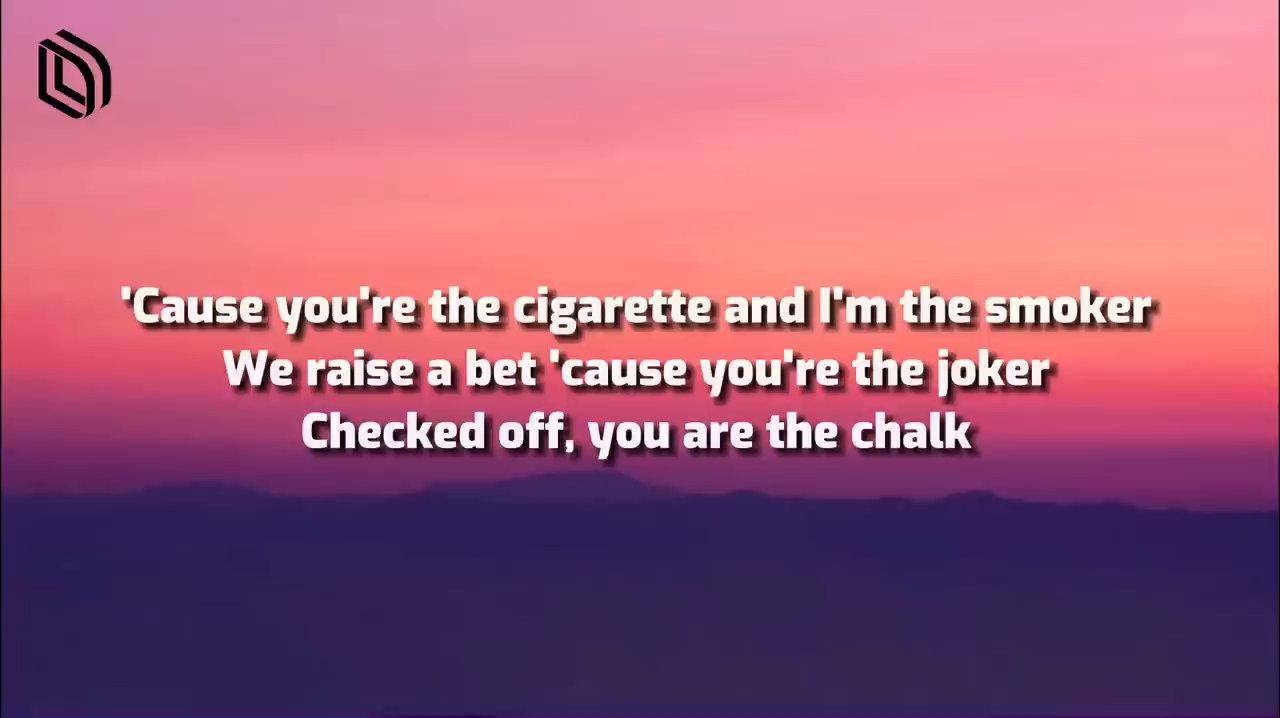 'Cause you're the cigarette and I'm the smoker
We raise a bet 'cause you're the joker
Checked off, you are the chalk